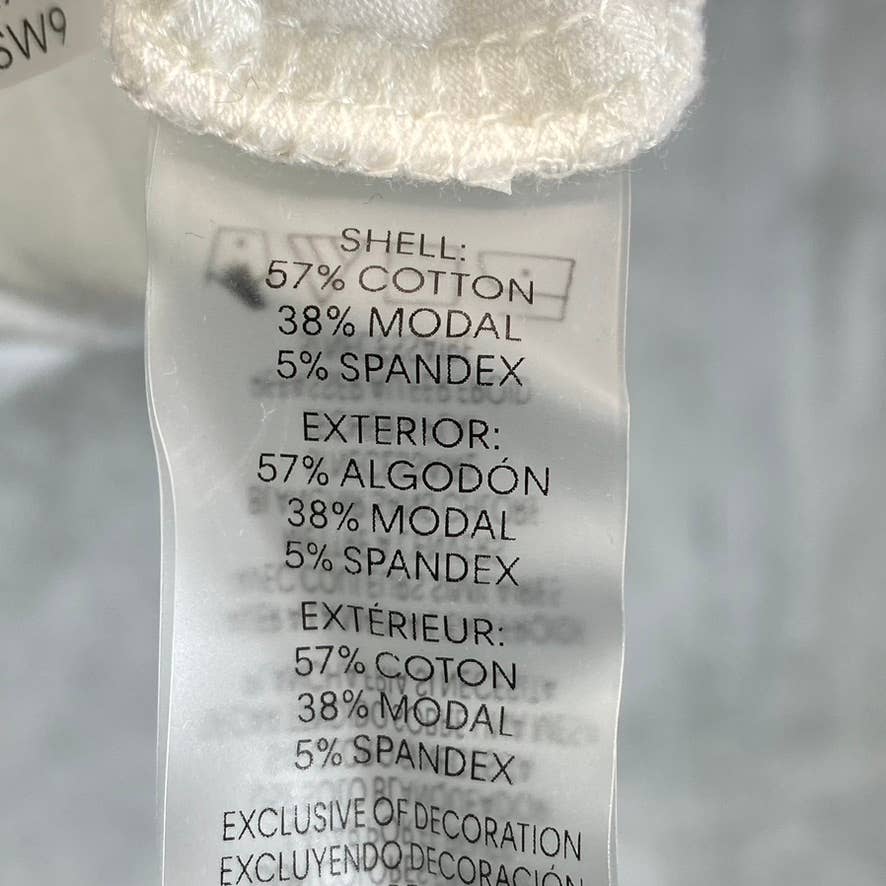 SW9
SHELL:
57% COTTON
38% MODAL
5% SPANDEX
EXTERIOR:
57% ALGODÓN
38% MODAL
5% SPANDEX
EXTÉRIEUR:
57% COTON
38% MODAL
5% SPANDEX
EXCLUSIVE OF DECORATION
EXCLUYENDO DECORACIÓN